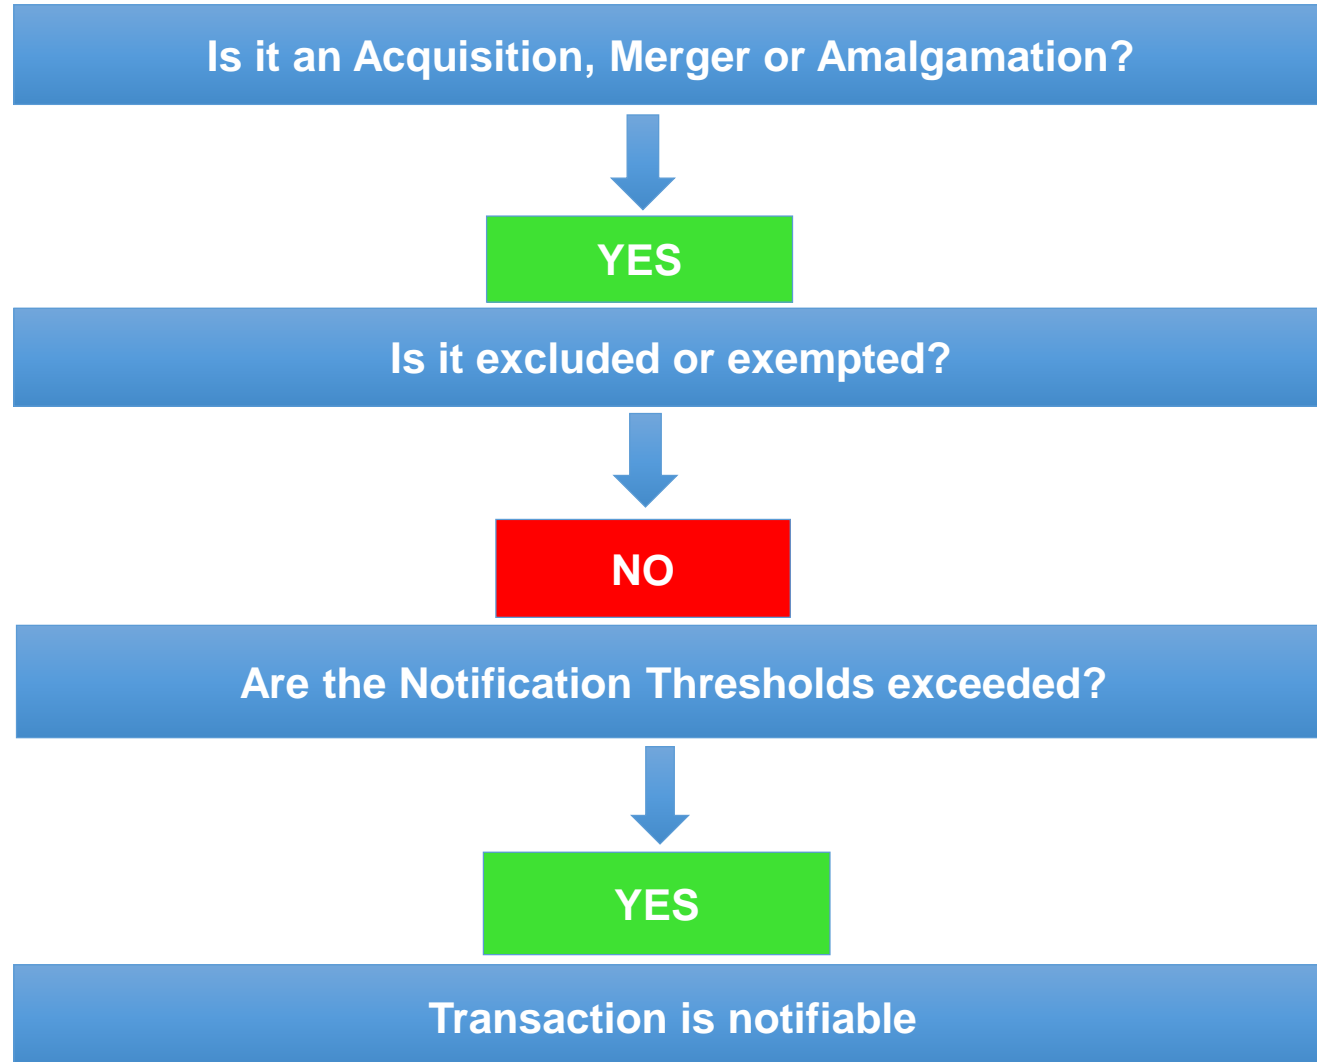 Is it an Acquisition, Merger or Amalgamation?
YES
Is it excluded or exempted?
NO
Are the Notification Thresholds exceeded?
YES
Transaction is notifiable